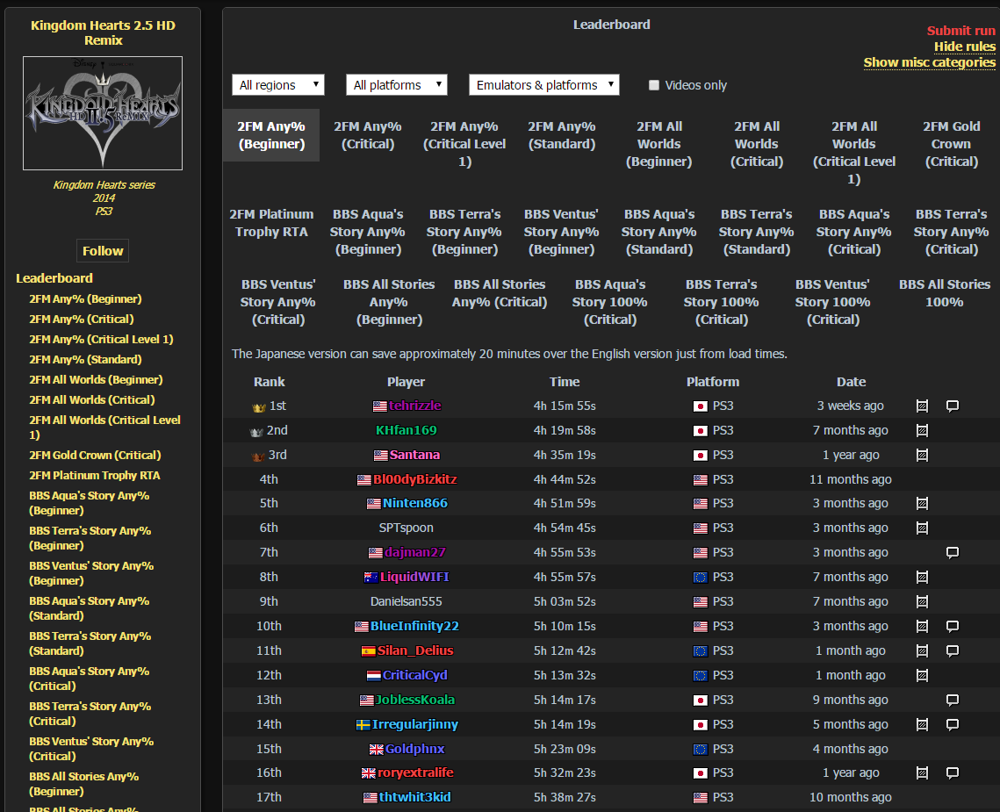 Kingdom Hearts 2.5 HD
Remix
Disney
KINGDOM HEARTS
HD II.5 ReMIX
Kingdom Hearts series
2014
PS3
Follow
Leaderboard
2FM Any% (Beginner)
2FM Any% (Critical)
2FM Any% (Critical Level 1)
2FM Any% (Standard)
2FM All Worlds (Beginner)
2FM All Worlds (Critical)
2FM All Worlds (Critical Level
1)
2FM Gold Crown (Critical)
2FM Platinum Trophy RTA
BBS Aqua's Story Any%
(Beginner)
BBS Terra's Story Any%
(Beginner)
BBS Ventus' Story Any%
(Beginner)
BBS Aqua's Story Any%
(Standard)
BBS Terra's Story Any%
(Standard)
BBS Aqua's Story Any%
(Critical)
BBS Terra's Story Any%
(Critical)
BBS Ventus' Story Any%
(Critical)
BBS All Stories Any%
(Beginner)
BBS All Stories Any%
Leaderboard
Submit run
Hide rules
Show misc categories
All regions All platforms Emulators & platforms Videos only
2FM Any%
(Beginner)
2FM Any%
(Critical)
2FM Any%
(Critical Level
1)
2FM Any%
(Standard)
2FM All
Worlds
(Beginner)
2FM All
Worlds
(Critical)
2FM All
Worlds
(Critical Level
1)
2FM Gold
Crown
(Critical)
2FM Platinum
Trophy RTA
BBS Aqua's
Story Any%
(Beginner)
BBS Terra's
Story Any%
(Beginner)
BBS Ventus'
Story Any%
(Beginner)
BBS Aqua's
Story Any%
(Standard)
BBS Terra's
Story Any%
(Standard)
BBS Aqua's
Story Any%
(Critical)
BBS Terra's
Story Any%
(Critical)
BBS Ventus'
Story Any%
(Critical)
BBS All Stories
Any%
(Beginner)
BBS All Stories
Any% (Critical)
BBS Aqua's
Story 100%
(Critical)
BBS Terra's
Story 100%
(Critical)
BBS Ventus'
Story 100%
(Critical)
BBS All Stories
100%
The Japanese version can save approximately 20 minutes over the English version just from load times.
Rank Player Time Platform Date
1st tehrizzle 4h 15m 55s PS3 3 weeks ago
2nd KHfan169 4h 19m 58s PS3 7 months ago
3rd Santana 4h 35m 19s PS3 1 year ago
4th Bl00dyBizkitz 4h 44m 52s PS3 11 months ago
5th Ninten866 4h 51m 59s PS3 3 months ago
6th SPTspoon 4h 54m 45s PS3 3 months ago
7th dajman27 4h 55m 53s PS3 3 months ago
8th LiquidWIFI 4h 55m 57s PS3 7 months ago
9th Danielsan555 5h 03m 52s PS3 7 months ago
10th BlueInfinity22 5h 10m 15s PS3 3 months ago
11th Silan_Delius 5h 12m 42s PS3 1 month ago
12th CriticalCyd 5h 13m 32s PS3 1 month ago
13th JoblessKoala 5h 14m 17s PS3 9 months ago
14th Irregularjinny 5h 14m 19s PS3 5 months ago
15th Goldphnx 5h 23m 09s PS3 4 months ago
16th roryextralife 5h 32m 23s PS3 1 year ago
17th thtwhit3kid 5h 38m 27s PS3 10 months ago